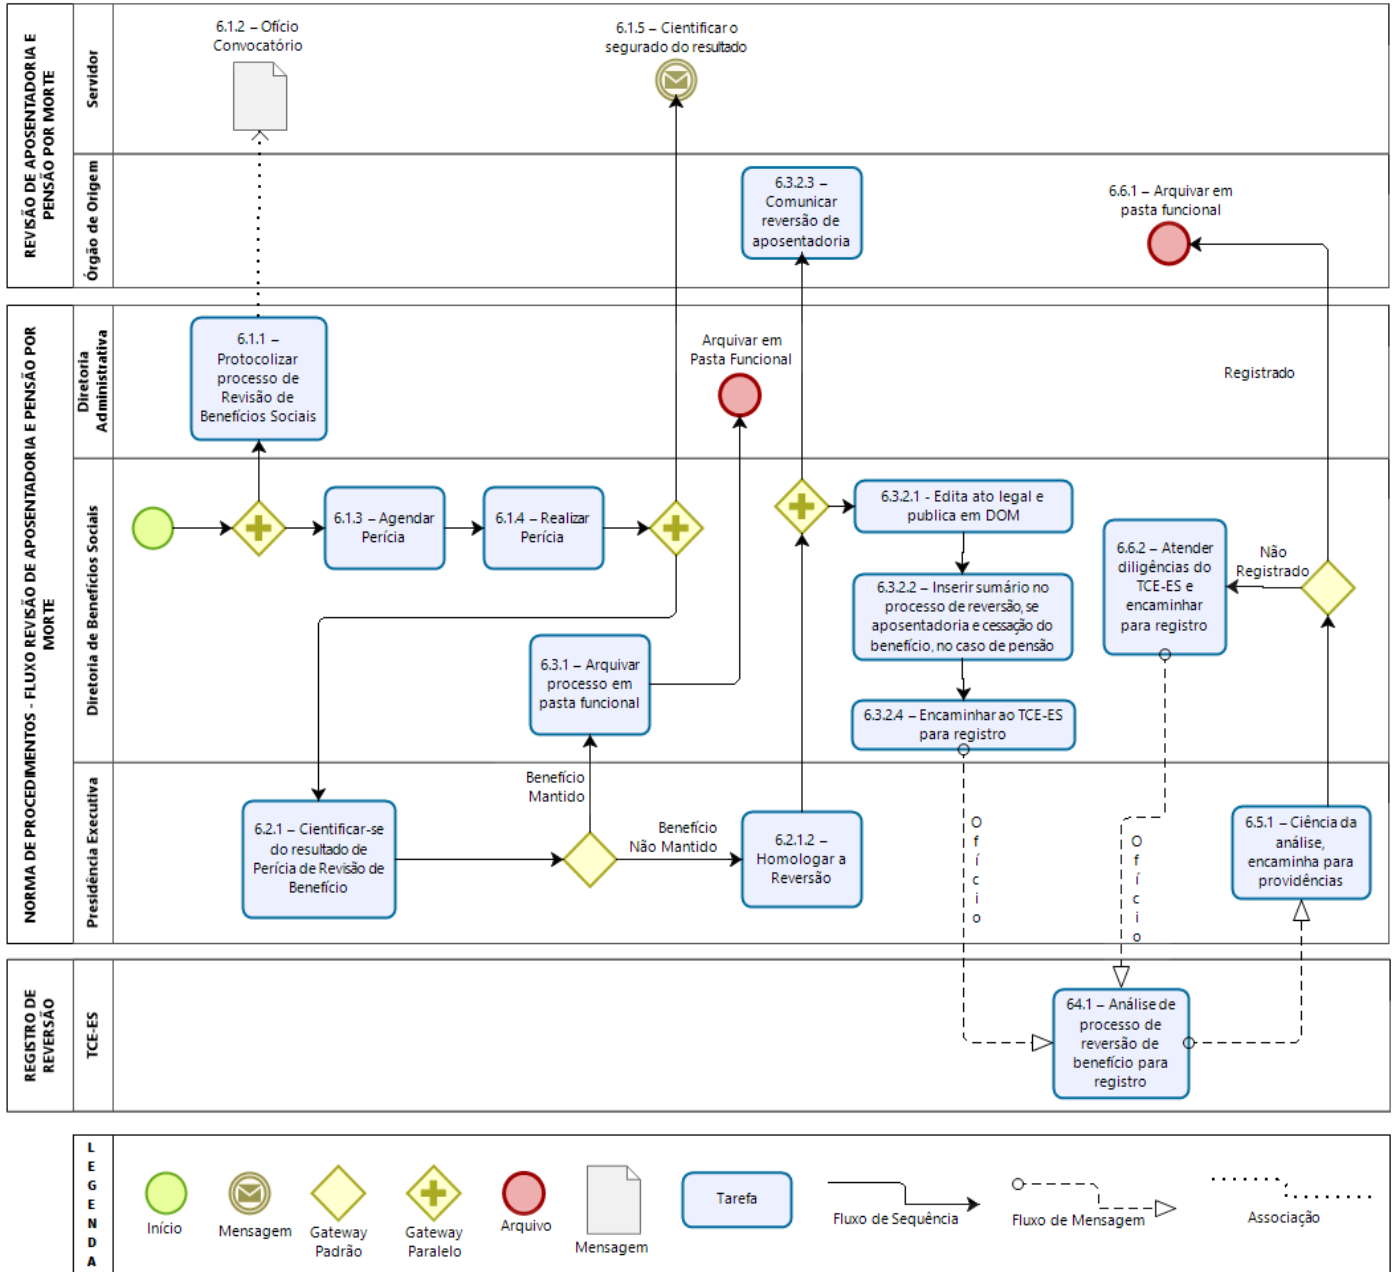 REVISÃO DE APOSENTADORIA E
PENSÃO POR MORTE
Servidor
6.1.2 – Ofício
Convocatório
6.1.5 – Cientificar o
segurado do resultado
Órgão de Origem
6.3.2.3 –
Comunicar
reversão de
aposentadoria
6.6.1 – Arquivar em
pasta funcional
NORMA DE PROCEDIMENTOS - FLUXO REVISÃO DE APOSENTADORIA E PENSÃO POR
MORTE
Diretoria
Administrativa
6.1.1 –
Protocolizar
processo de
Revisão de
Benefícios Sociais
Arquivar em
Pasta Funcional
Registrado
Diretoria de Benefícios Sociais
6.1.3 – Agendar
Perícia
6.1.4 – Realizar
Perícia
6.3.2.1 - Edita ato legal e
publica em DOM
6.3.2.2 – Inserir sumário no
processo de reversão, se
aposentadoria e cessação do
benefício, no caso de pensão
6.3.2.4 – Encaminhar ao TCE-ES
para registro
6.6.2 – Atender
diligências do
TCE-ES e
encaminhar
para registro
Não
Registrado
6.3.1 – Arquivar
processo em
pasta funcional
Presidência Executiva
6.2.1 – Cientificar-se
do resultado de
Perícia de Revisão de
Benefício
Benefício
Mantido
Benefício
Não Mantido
6.2.1.2 –
Homologar a
Reversão
Ofício
Ofício
6.5.1 – Ciência da
análise,
encaminha para
providências
REGISTRO DE
REVERSÃO
TCE-ES
64.1 – Análise de
processo de
reversão de
benefício para
registro
LEGENDA
Início
Mensagem
Gateway
Padrão
Gateway
Paralelo
Arquivo
Mensagem
Tarefa
Fluxo de Sequência
Fluxo de Mensagem
Associação